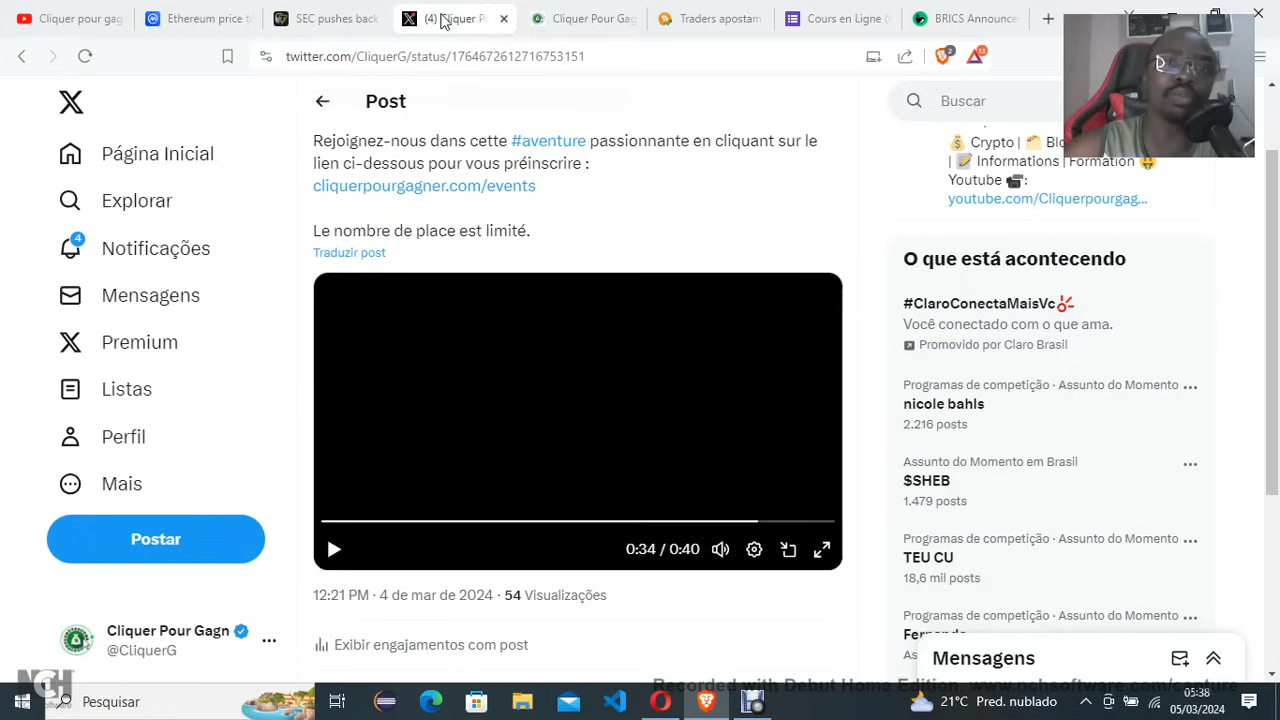 Cliquer pour gag
Ethereum price t
SEC pushes back
(4) Cliquer P
Cliquer Pour Gag
Traders apostam
Cours en Ligne (
BRICS Announce
twitter.com/CliquerG/status/1764672612716753151
2
13
Post
Buscar
Rejoignez-nous dans cette #aventure passionnante en cliquant sur le
lien ci-dessous pour vous préinscrire :
cliquerpourgagner.com/events
Le nombre de place est limité.
Traduzir post
0:34 / 0:40
12:21 PM · 4 de mar de 2024 · 54 Visualizações
Exibir engajamentos com post
Página Inicial
Explorar
4
Notificações
Mensagens
Premium
Listas
Perfil
Mais
Postar
Cliquer Pour Gagn
@CliquerG
Crypto |
| Informations | Formation
Youtube :
youtube.com/Cliquerpourgag...
O que está acontecendo
#ClaroConectaMaisVc
Você conectado com o que ama.
Promovido por Claro Brasil
Programas de competição · Assunto do Momento
nicole bahls
2.216 posts
Assunto do Momento em Brasil
$SHEB
1.479 posts
Programas de competição · Assunto do Momento
TEU CU
18,6 mil posts
Programas de competição · Assunto do Momento
Mensagens
Recorded with Debut Home Edition. www.nchsoftware.com/capture
NCH
Software
Pesquisar
21°C Pred. nublado
05:38
05/03/2024